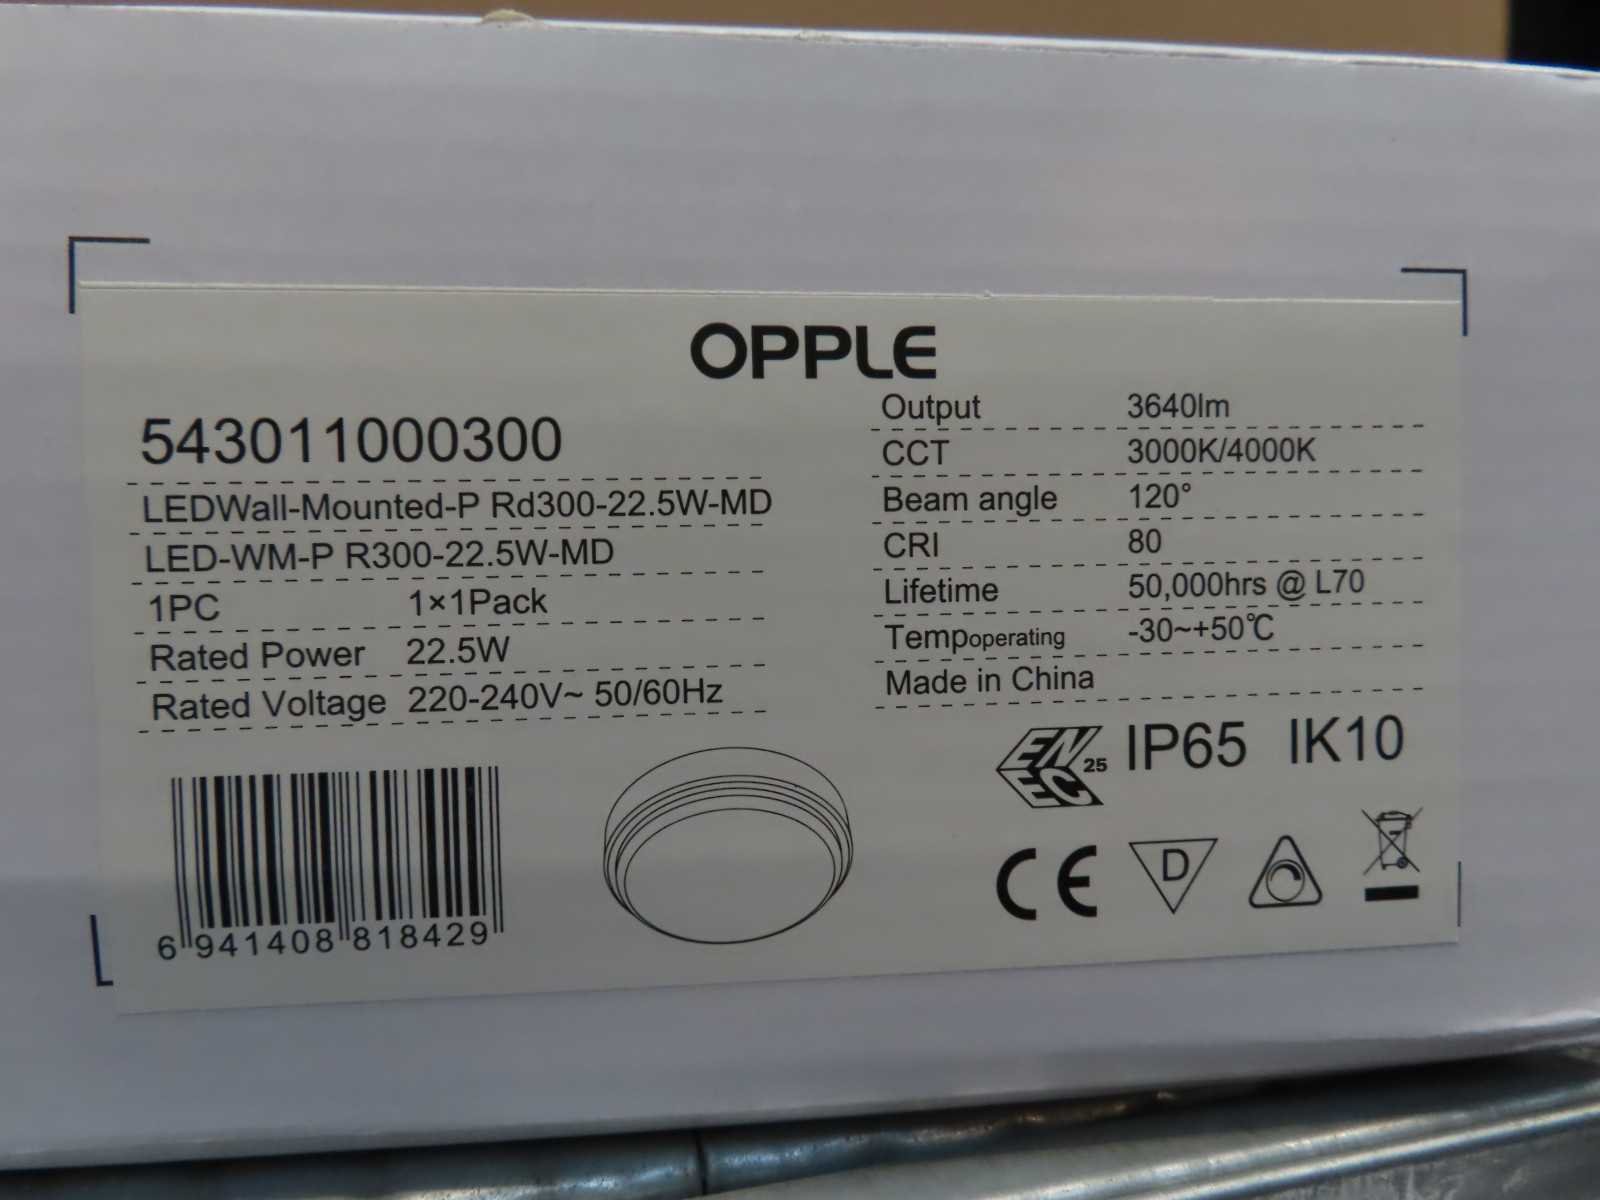 OPPLE
543011000300
LEDWall-Mounted-P Rd300-22.5W-MD
LED-WM-P R300-22.5W-MD
1PC 1×1Pack
Rated Power 22.5W
Rated Voltage 220-240V~ 50/60Hz
Output 3640lm
CCT 3000K/4000K
Beam angle 120°
CRI 80
Lifetime 50,000hrs @ L70
Tempoperating -30~+50℃
Made in China
ENEC 25 IP65 IK10
CE D
6 941408 818429